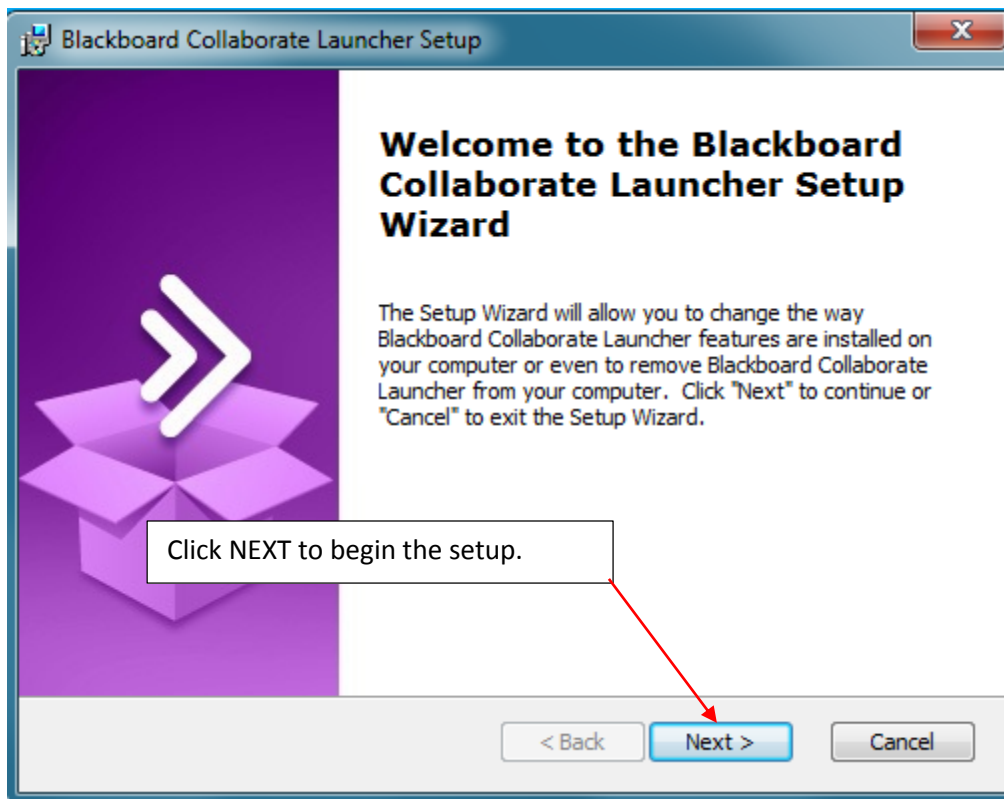 Blackboard Collaborate Launcher Setup
Welcome to the Blackboard
Collaborate Launcher Setup
Wizard
The Setup Wizard will allow you to change the way
Blackboard Collaborate Launcher features are installed on
your computer or even to remove Blackboard Collaborate
Launcher from your computer.  Click "Next" to continue or
"Cancel" to exit the Setup Wizard.
Click NEXT to begin the setup.
< Back
Next >
Cancel